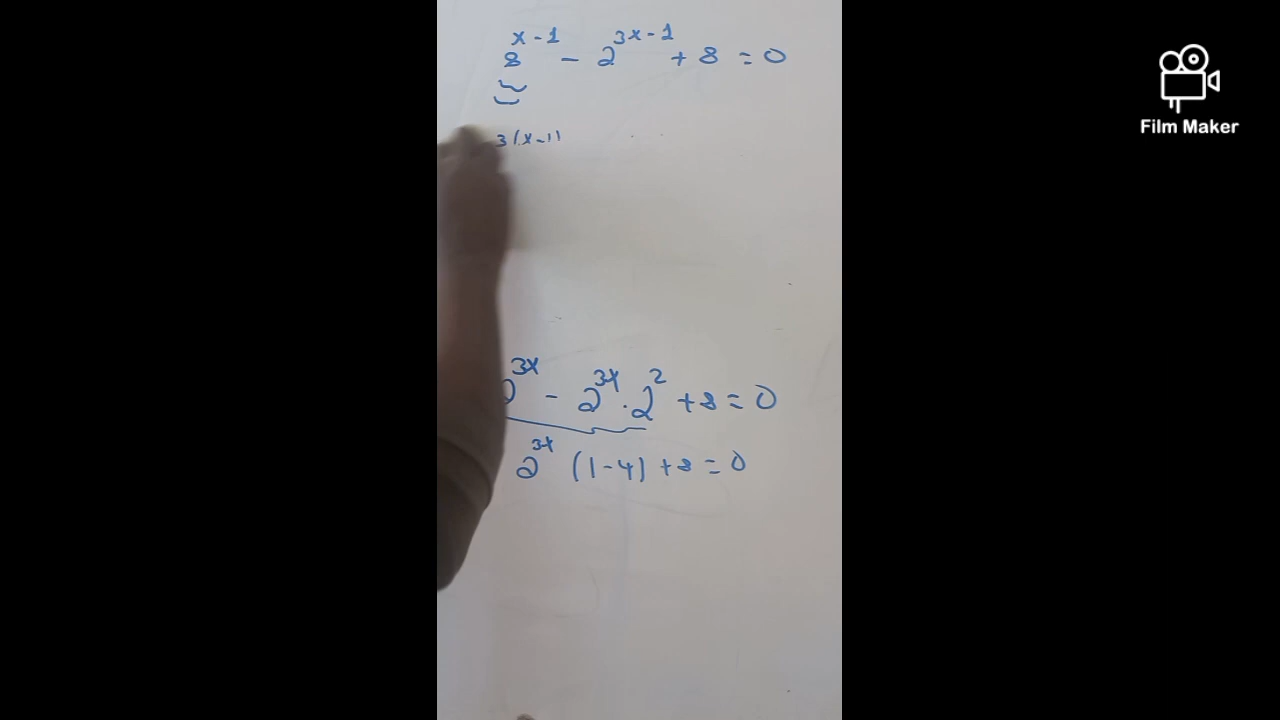 8^{x-1} - 2^{3x-1} + 8 = 0
3(x-1)
2^{3x} - 2^{3x} . 2^{2} + 8 = 0
2^{3x} (1-4) + 8 = 0
Film Maker